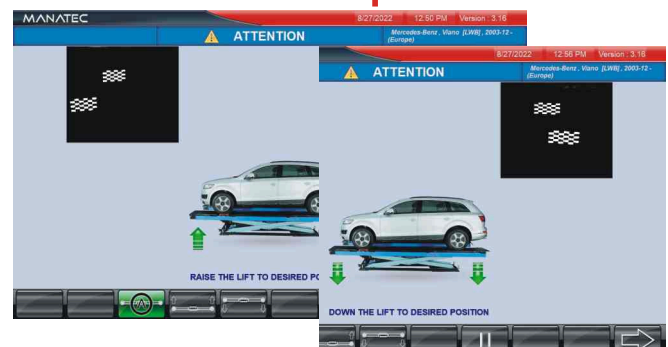 MANATEC
8/27/2022 12:50 PM Version : 3.16
ATTENTION
Mercedes-Benz , Viano [LWB] , 2003-12 -
(Europe)
RAISE THE LIFT TO DESIRED PO
8/27/2022 12:56 PM Version : 3.16
ATTENTION
Mercedes-Benz , Viano [LWB] , 2003-12 -
(Europe)
DOWN THE LIFT TO DESIRED POSITION